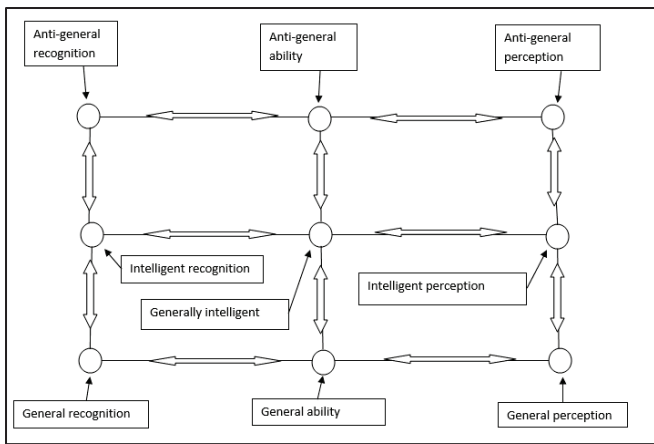 Anti-general
recognition
Anti-general
ability
Anti-general
perception
Intelligent recognition
Intelligent perception
Generally intelligent
General recognition
General ability
General perception